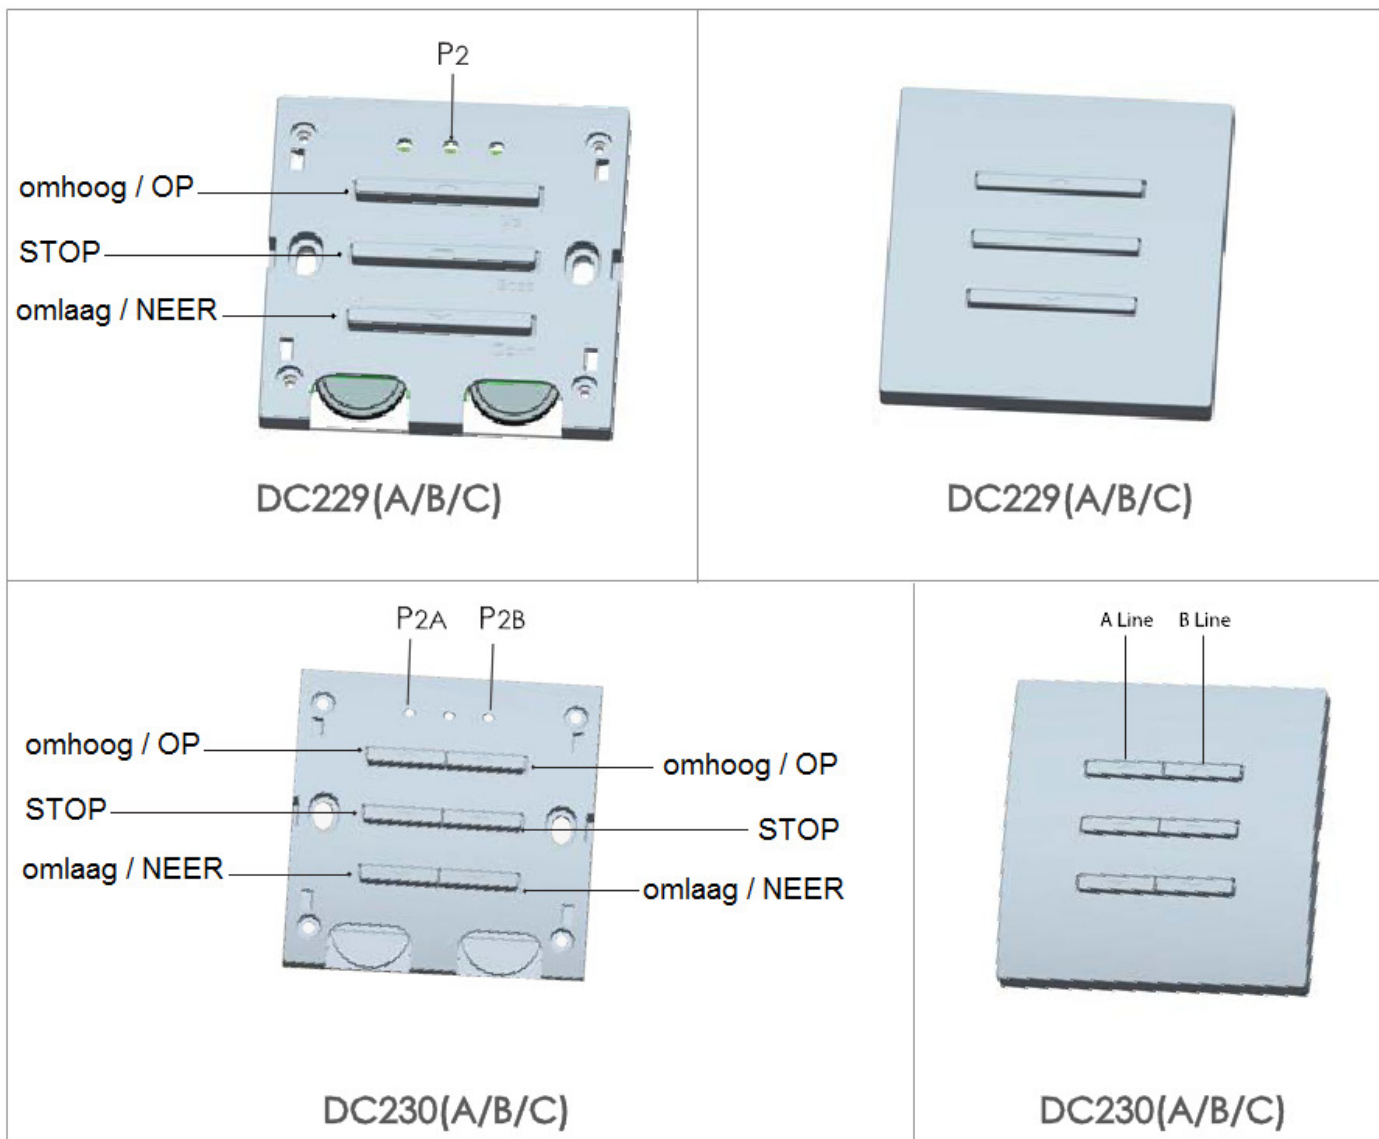 P2
omhoog / OP
STOP
omlaag / NEER
DC229(A/B/C)
DC229(A/B/C)
P2A P2B
omhoog / OP
omhoog / OP
STOP
STOP
omlaag / NEER
omlaag / NEER
DC230(A/B/C)
A Line B Line
DC230(A/B/C)